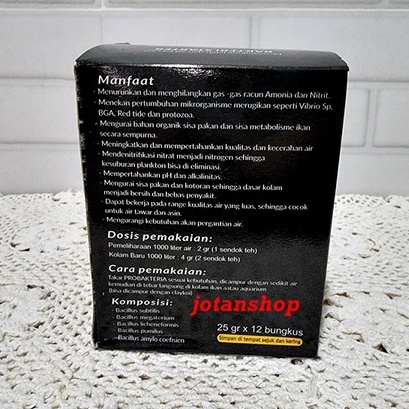 Manfaat
- Menurunkan dan menghilangkan gas -gas racun Amonia dan Nitrit.
- Menekan pertumbuhan mikrorganisme merugikan seperti Vibrio Sp,
BGA, Red tide dan protozoa.
- Mengurai bahan organik sisa pakan dan sisa metabolisme ikan
secara sempurna.
- Meningkatkan dan mempertahankan kualitas dan kecerahan air
- Mendenitrifikasi nitrat menjadi nitrogen sehingga
kesuburan plankton bisa di eliminasi.
- Mempertahankan pH dan alkalinitas.
- Mengurai sisa pakan dan kotoran sehingga dasar kolam
menjadi bersih dan bebas penyakit.
- Dapat bekerja pada range kualitas air yang luas, sehingga cocok
untuk air tawar dan asin.
- Mengurangi kebutuhan akan pergantian air.
Dosis pemakaian:
Pemeliharaan 1000 liter air : 2 gr (1 sendok teh)
Kolam Baru 1000 liter : 4 gr (2 sendok teh)
Cara pemakaian:
Takar PROBAKTERIA sesuai kebutuhan, dicampur dengan sedikit air
kemudian di tebar langsung di kolam ikan aatau aquarium
(bisa dicampur dengan claykoi)
Komposisi:
- Bacillus subtilis
- Bacillus megaterium
- Bacillus licheneformis
- Bacillus pumilus
- Bacillus amylo coefisien
jotanshop
25 gr x 12 bungkus
Simpan di tempat sejuk dan kering